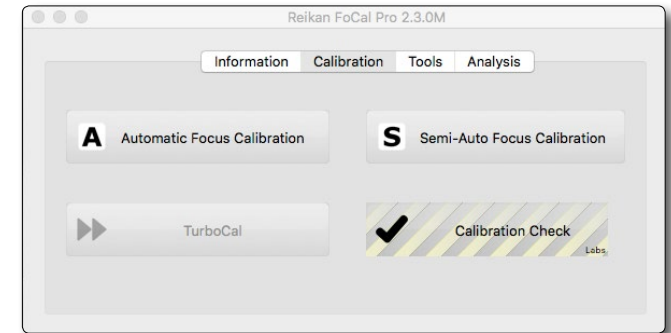 Reikan FoCal Pro 2.3.0M
Information Calibration Tools Analysis
A Automatic Focus Calibration
S Semi-Auto Focus Calibration
TurboCal
Calibration Check
Labs